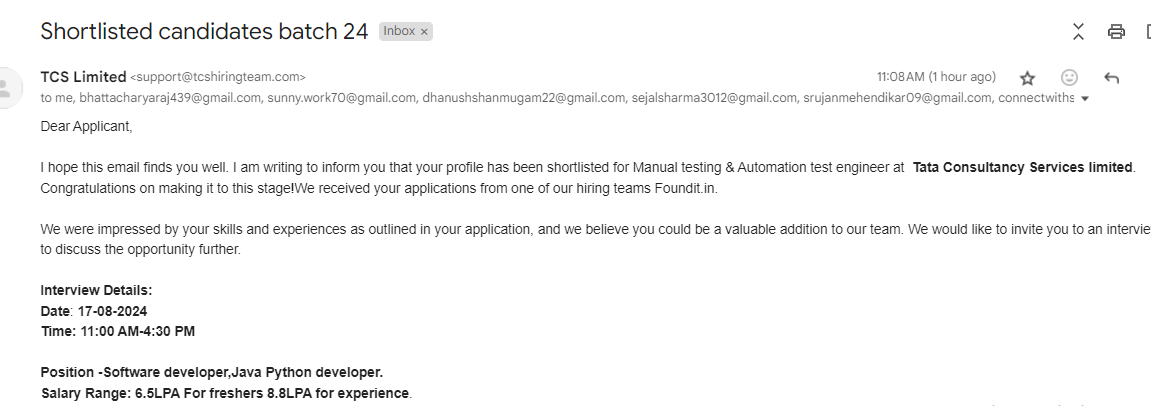 Shortlisted candidates batch 24 Inbox ×
TCS Limited <support@tcshiringteam.com> 11:08 AM (1 hour ago)
to me, bhattacharyaraj439@gmail.com, sunny.work70@gmail.com, dhanushshanmugam22@gmail.com, sejalsharma3012@gmail.com, srujanmehendikar09@gmail.com, connectwiths
Dear Applicant,
I hope this email finds you well. I am writing to inform you that your profile has been shortlisted for Manual testing & Automation test engineer at Tata Consultancy Services limited.
Congratulations on making it to this stage!We received your applications from one of our hiring teams Foundit.in.
We were impressed by your skills and experiences as outlined in your application, and we believe you could be a valuable addition to our team. We would like to invite you to an intervie
to discuss the opportunity further.
Interview Details:
Date: 17-08-2024
Time: 11:00 AM-4:30 PM
Position -Software developer,Java Python developer.
Salary Range: 6.5LPA For freshers 8.8LPA for experience.